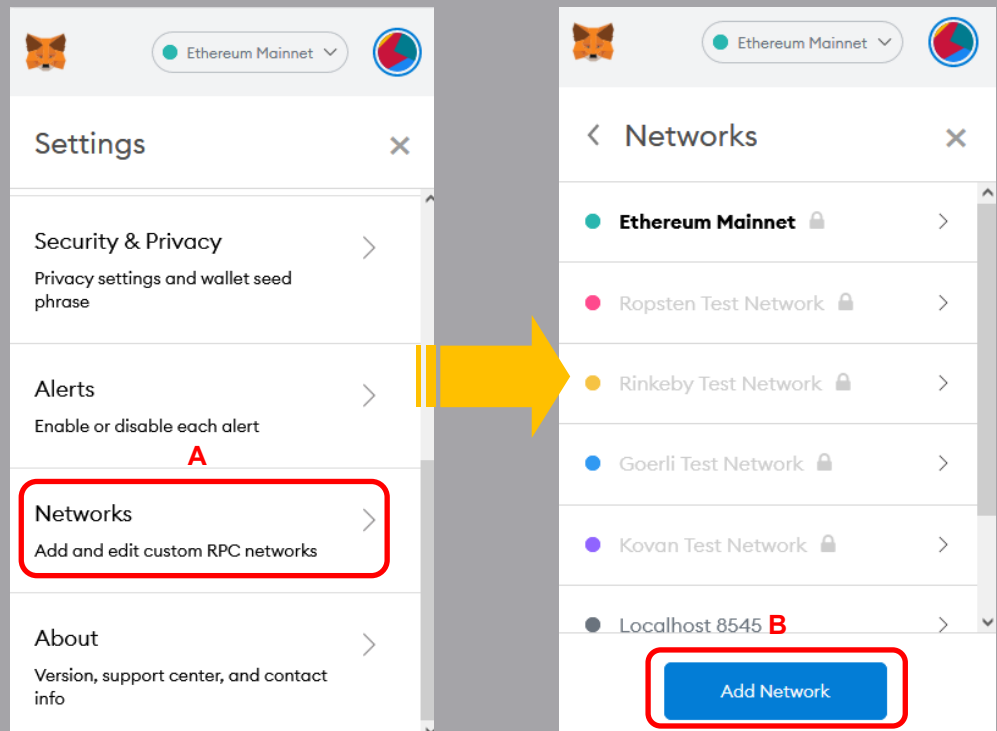 Ethereum Mainnet
Settings
Security & Privacy
Privacy settings and wallet seed
phrase
Alerts
Enable or disable each alert
A
Networks
Add and edit custom RPC networks
About
Version, support center, and contact
info
Ethereum Mainnet
Networks
Ethereum Mainnet
Ropsten Test Network
Rinkeby Test Network
Goerli Test Network
Kovan Test Network
Localhost 8545 B
Add Network